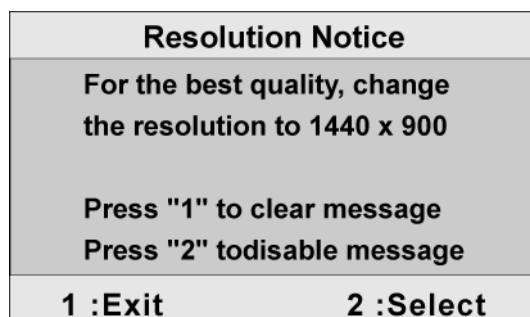 Resolution Notice
For the best quality, change
the resolution to 1440 x 900
Press "1" to clear message
Press "2" todisable message
1 :Exit 2 :Select